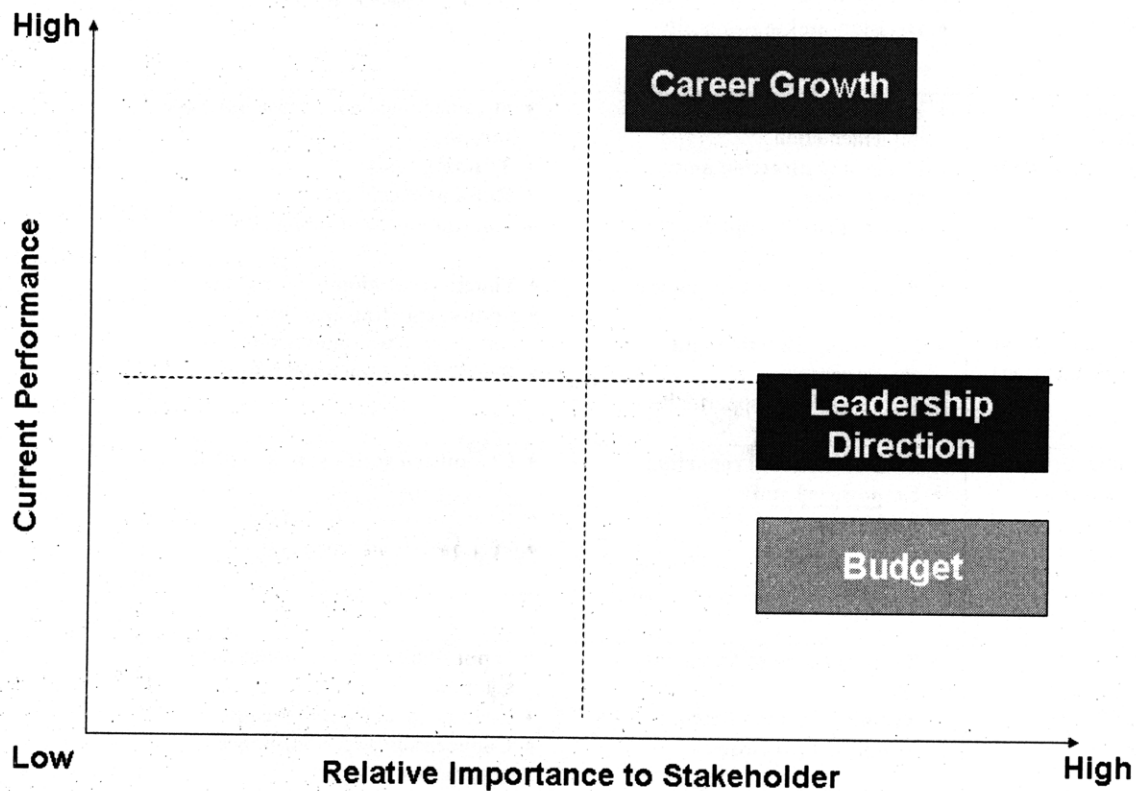 High
Career Growth
Current Performance
Leadership
Direction
Budget
Low
Relative Importance to Stakeholder
High